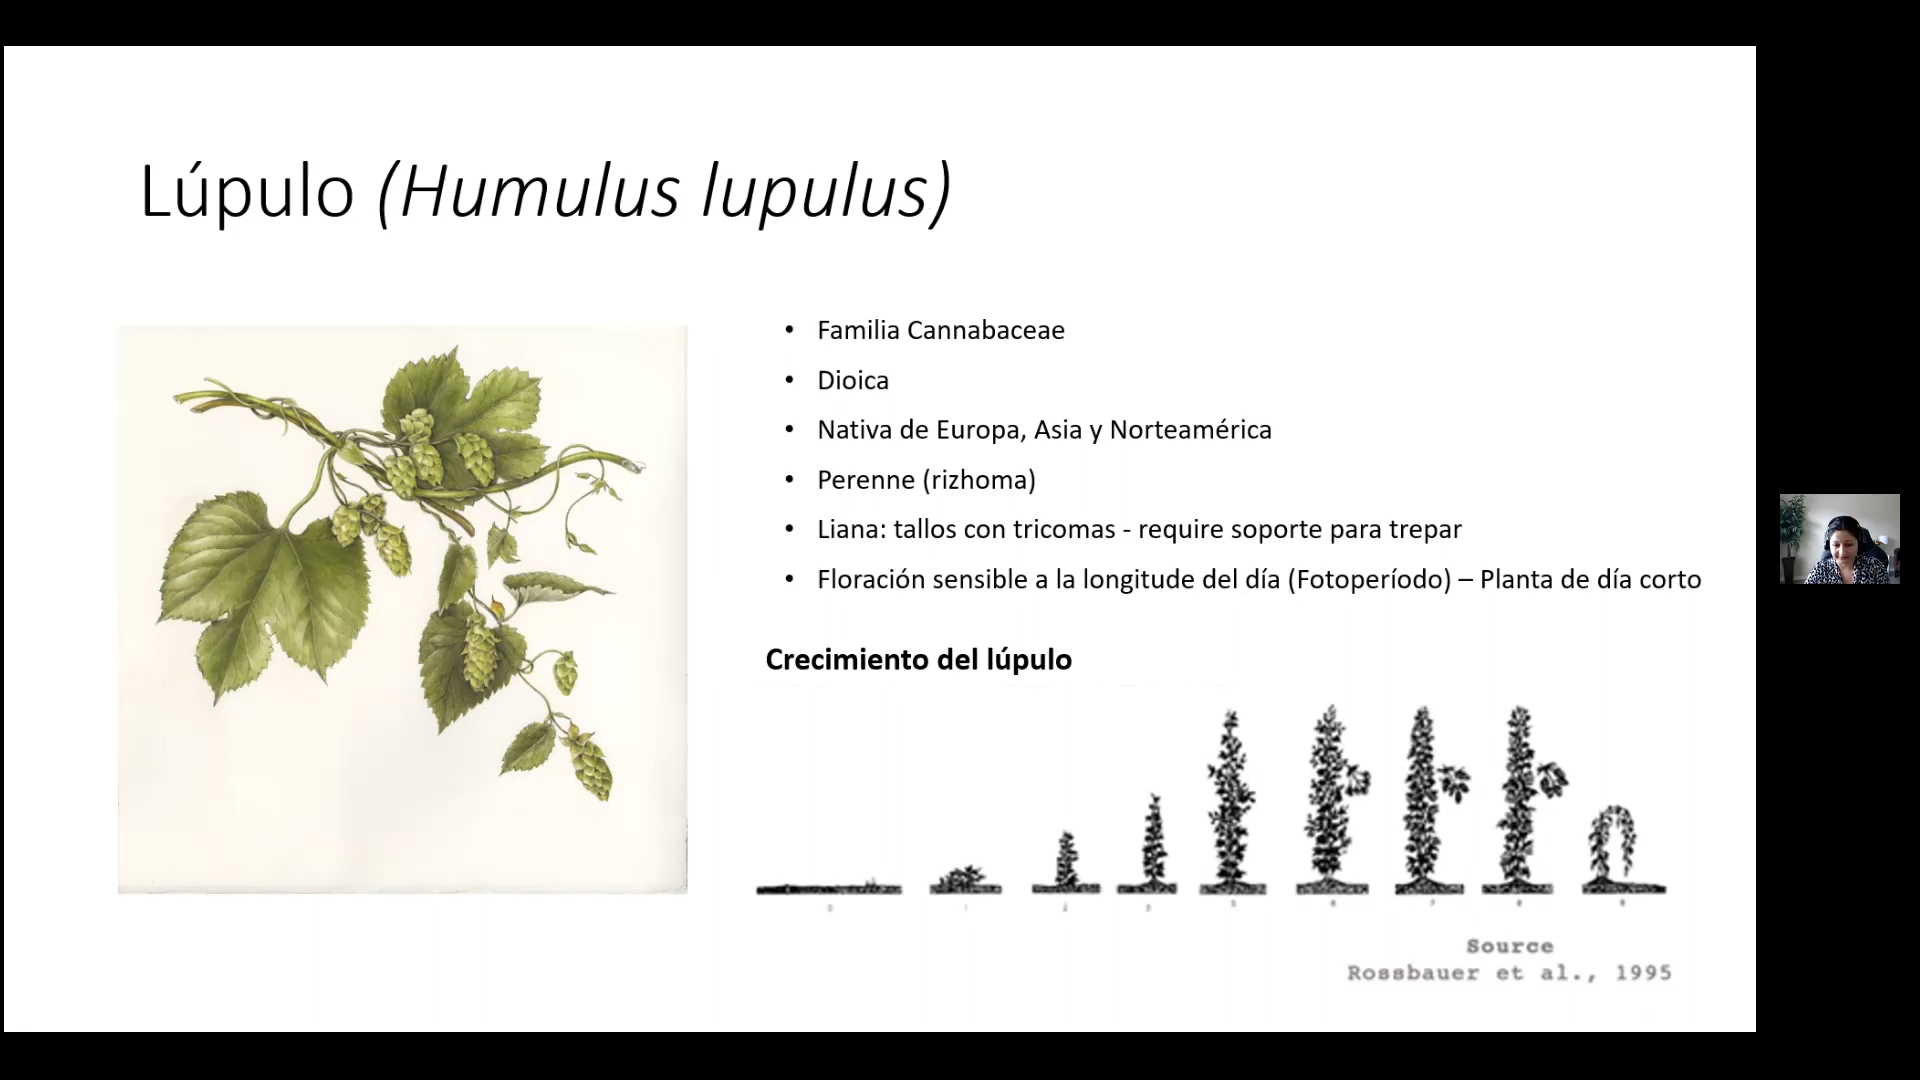 Lúpulo (Humulus lupulus)
• Familia Cannabaceae
• Dioica
• Nativa de Europa, Asia y Norteamérica
• Perenne (rizhoma)
• Liana: tallos con tricomas - require soporte para trepar
• Floración sensible a la longitude del día (Fotoperíodo) – Planta de día corto
Crecimiento del lúpulo
Source
Rossbauer et al., 1995